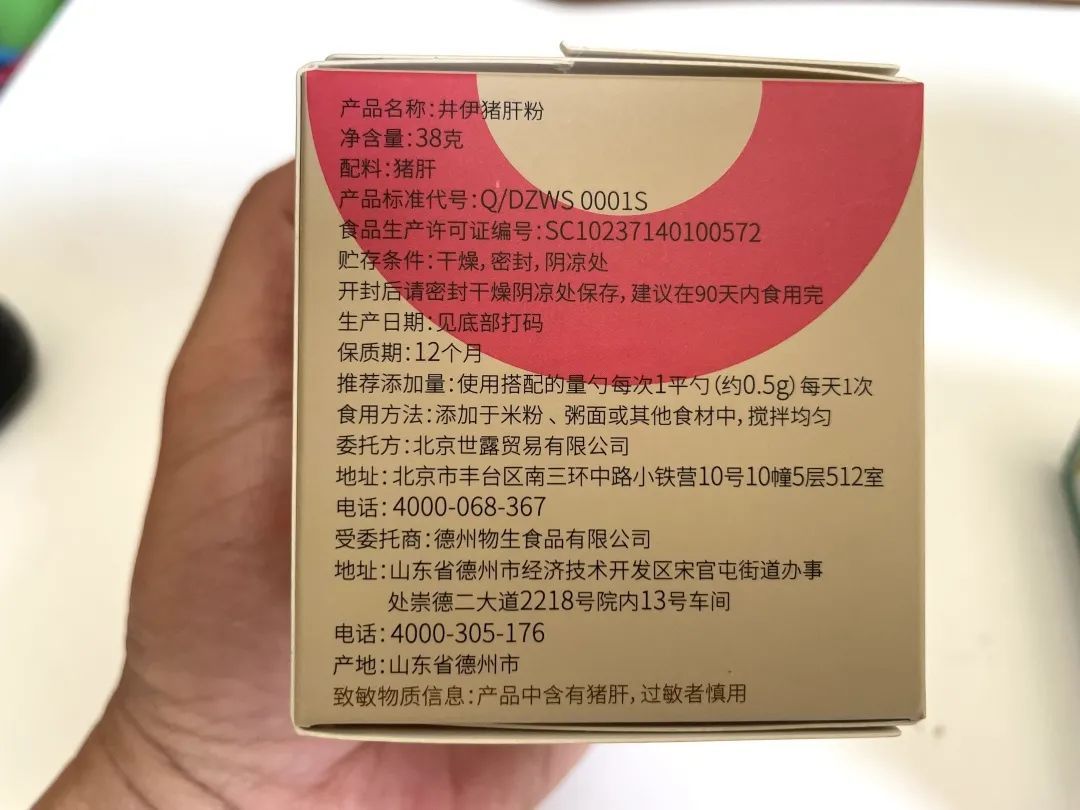 产品名称:井伊猪肝粉
净含量:38克
配料:猪肝
产品标准代号:Q/DZWS 0001S
食品生产许可证编号:SC10237140100572
贮存条件:干燥,密封,阴凉处
开封后请密封干燥阴凉处保存,建议在90天内食用完
生产日期:见底部打码
保质期:12个月
推荐添加量:使用搭配的量勺每次1平勺(约0.5g)每天1次
食用方法:添加于米粉、粥面或其他食材中,搅拌均匀
委托方:北京世露贸易有限公司
地址:北京市丰台区南三环中路小铁营10号10幢5层512室
电话:4000-068-367
受委托商:德州物生食品有限公司
地址:山东省德州市经济技术开发区宋官屯街道办事
处崇德二大道2218号院内13号车间
电话:4000-305-176
产地:山东省德州市
致敏物质信息:产品中含有猪肝,过敏者慎用